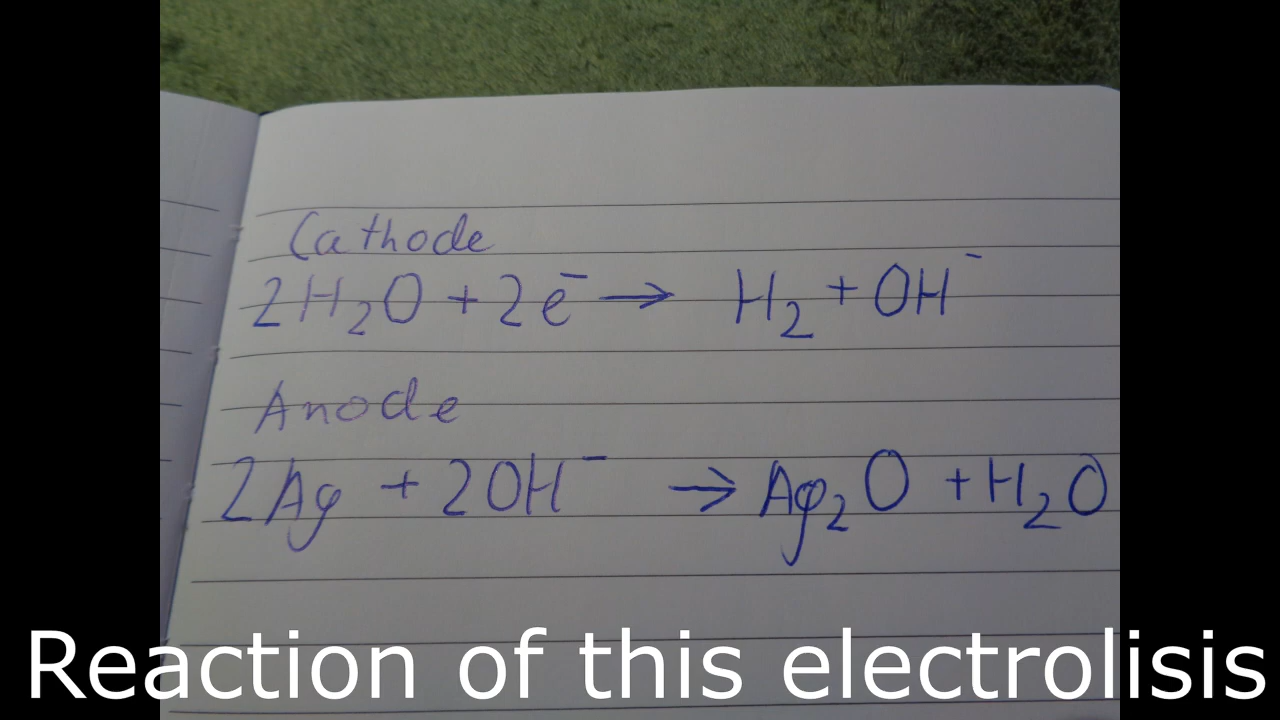 Cathode
2H₂O + 2e⁻ → H₂ + OH⁻
Anode
2Ag + 2OH⁻ → Ag₂O + H₂O
Reaction of this electrolisis